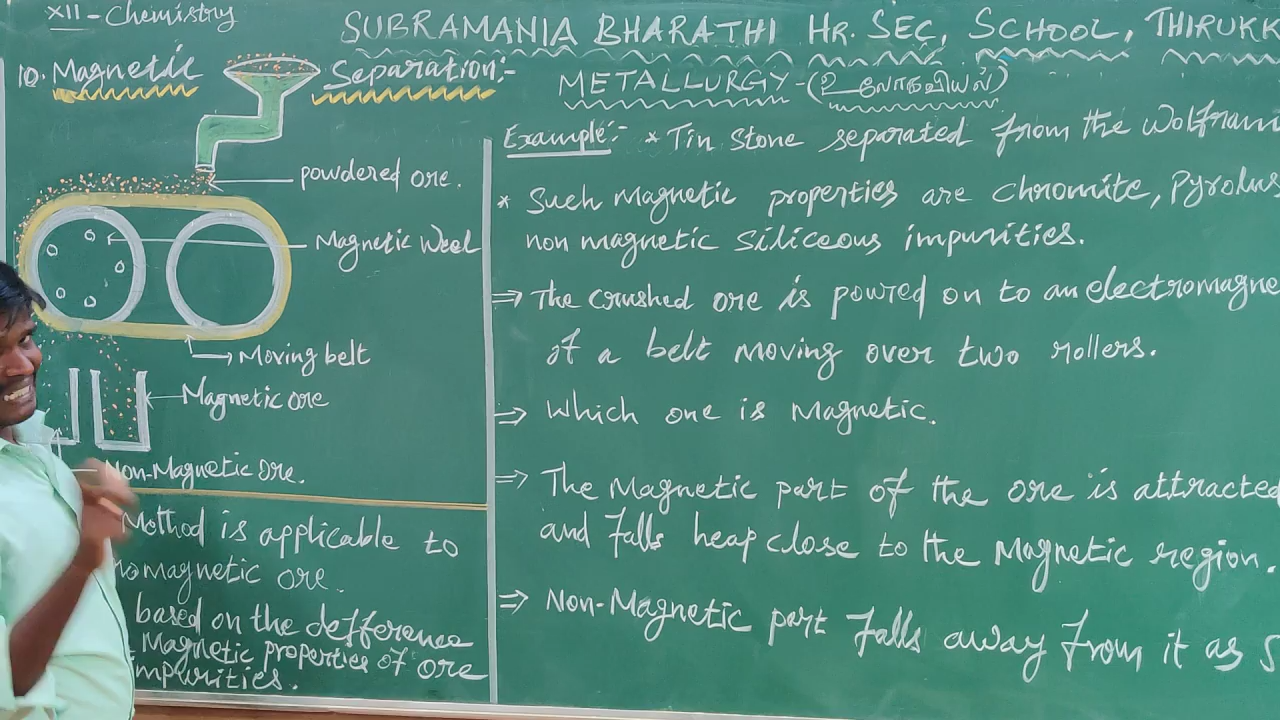 XII - Chemistry
SUBRAMANIA BHARATHI HR. SEC, SCHOOL, THIRUKK
10. Magnetic Separation:-
METALLURGY - (உலோகவியல்)
powdered ore.
Magnetic Weel
Moving belt
Magnetic ore
Non-Magnetic Ore.
Method is applicable to
magnetic ore.
based on the defference
Magnetic properties of ore
impurities.
Example:- * Tin Stone separated from the Wolframi
* Such Magnetic properties are chromite, Pyrolus
non magnetic siliceous impurities.
⇒ The crushed ore is poured on to an electromagne
of a belt moving over two rollers.
⇒ Which one is Magnetic.
⇒ The Magnetic part of the ore is attracted
and falls heap close to the Magnetic region.
⇒ Non-Magnetic part falls away from it as